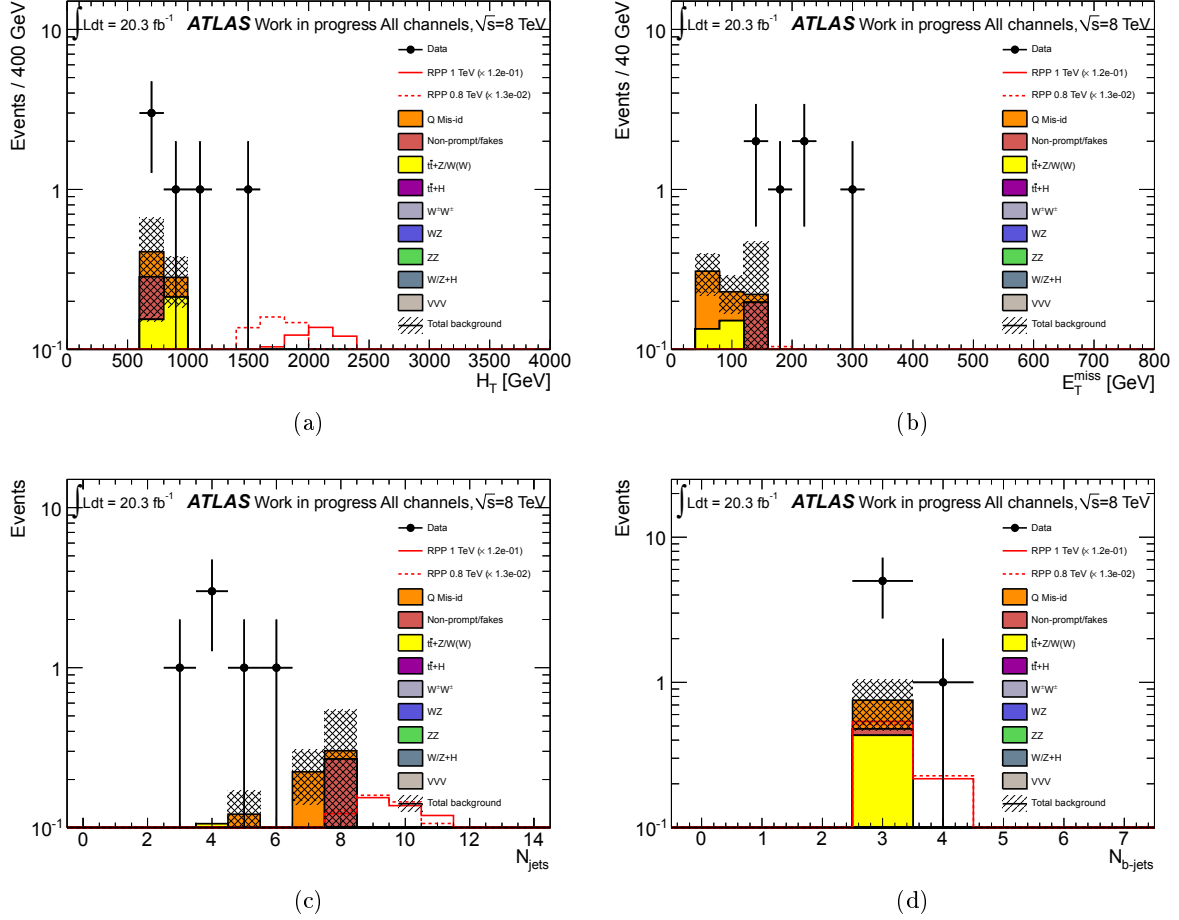 ∫Ldt = 20.3 fb⁻¹ ATLAS Work in progress All channels, √s=8 TeV
Events / 400 GeV
10
1
10⁻¹
Data
RPP 1 TeV (× 1.2e-01)
RPP 0.8 TeV (× 1.3e-02)
Q Mis-id
Non-prompt/fakes
tt̄+Z/W(W)
tt̄+H
W±W±
WZ
ZZ
W/Z+H
VVV
Total background
0 500 1000 1500 2000 2500 3000 3500 4000
H_T [GeV]
(a)
∫Ldt = 20.3 fb⁻¹ ATLAS Work in progress All channels, √s=8 TeV
Events / 40 GeV
10
1
10⁻¹
Data
RPP 1 TeV (× 1.2e-01)
RPP 0.8 TeV (× 1.3e-02)
Q Mis-id
Non-prompt/fakes
tt̄+Z/W(W)
tt̄+H
W±W±
WZ
ZZ
W/Z+H
VVV
Total background
0 100 200 300 400 500 600 700 800
E_T^miss [GeV]
(b)
∫Ldt = 20.3 fb⁻¹ ATLAS Work in progress All channels, √s=8 TeV
Events
10
1
10⁻¹
Data
RPP 1 TeV (× 1.2e-01)
RPP 0.8 TeV (× 1.3e-02)
Q Mis-id
Non-prompt/fakes
tt̄+Z/W(W)
tt̄+H
W±W±
WZ
ZZ
W/Z+H
VVV
Total background
0 2 4 6 8 10 12 14
N_jets
(c)
∫Ldt = 20.3 fb⁻¹ ATLAS Work in progress All channels, √s=8 TeV
Events
10
1
10⁻¹
Data
RPP 1 TeV (× 1.2e-01)
RPP 0.8 TeV (× 1.3e-02)
Q Mis-id
Non-prompt/fakes
tt̄+Z/W(W)
tt̄+H
W±W±
WZ
ZZ
W/Z+H
VVV
Total background
0 1 2 3 4 5 6 7
N_b-jets
(d)